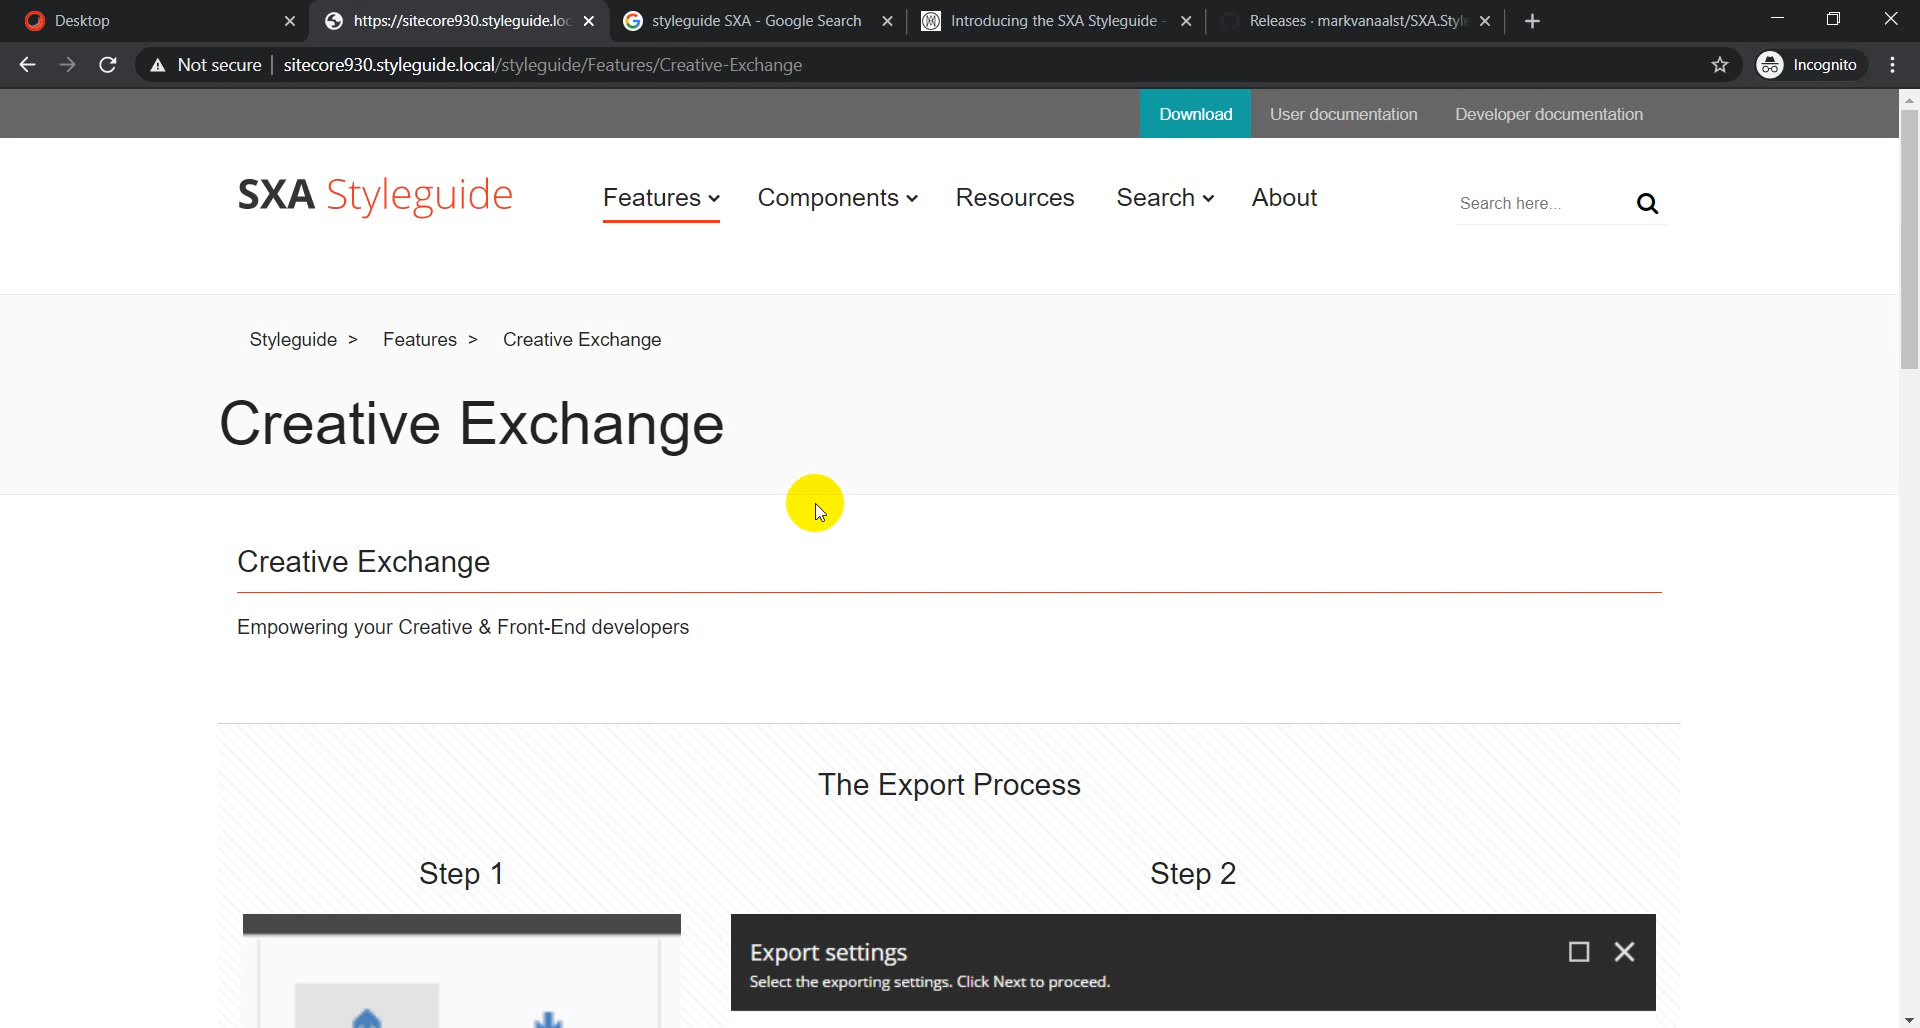 Desktop
https://sitecore930.styleguide.loc
styleguide SXA - Google Search
Introducing the SXA Styleguide -
Releases · markvanaalst/SXA.Style
Not secure
sitecore930.styleguide.local/styleguide/Features/Creative-Exchange
Incognito
Download
User documentation
Developer documentation
SXA Styleguide
Features
Components
Resources
Search
About
Search here...
Styleguide > Features > Creative Exchange
Creative Exchange
Creative Exchange
Empowering your Creative & Front-End developers
The Export Process
Step 1
Step 2
Export settings
Select the exporting settings. Click Next to proceed.